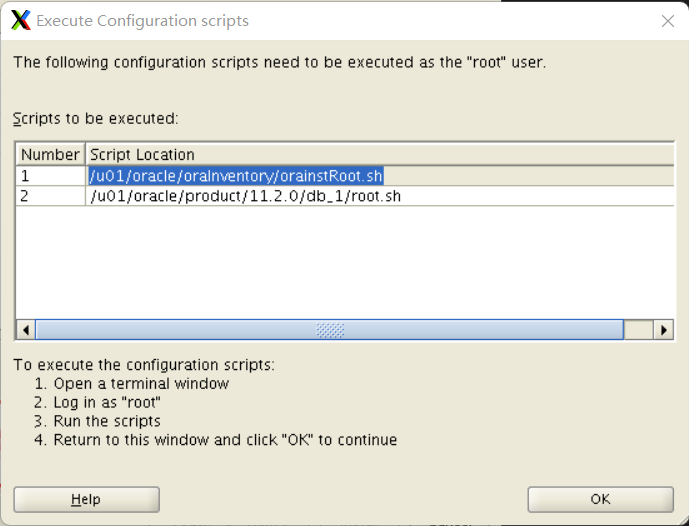 Execute Configuration scripts
The following configuration scripts need to be executed as the "root" user.
Scripts to be executed:
Number Script Location
1 /u01/oracle/oraInventory/orainstRoot.sh
2 /u01/oracle/product/11.2.0/db_1/root.sh
To execute the configuration scripts:
1. Open a terminal window
2. Log in as "root"
3. Run the scripts
4. Return to this window and click "OK" to continue
Help OK